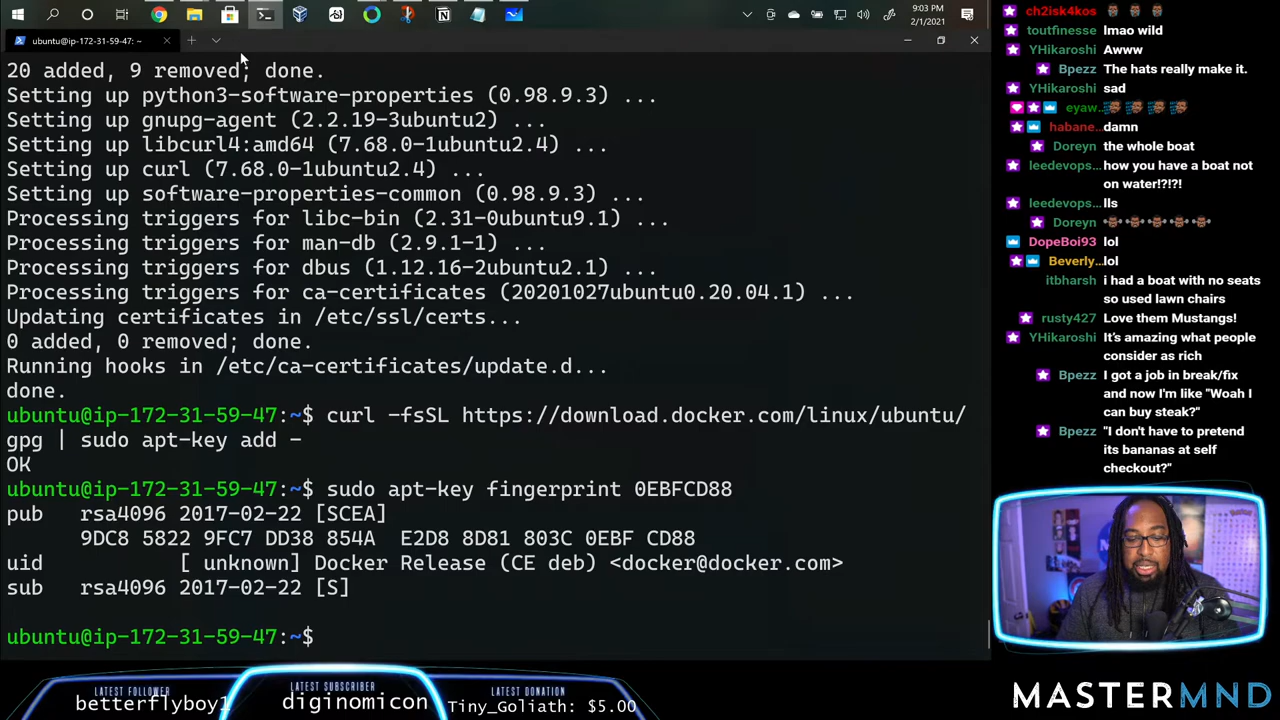 9:03 PM
2/1/2021
ubuntu@ip-172-31-59-47: ~
20 added, 9 removed; done.
Setting up python3-software-properties (0.98.9.3) ...
Setting up gnupg-agent (2.2.19-3ubuntu2) ...
Setting up libcurl4:amd64 (7.68.0-1ubuntu2.4) ...
Setting up curl (7.68.0-1ubuntu2.4) ...
Setting up software-properties-common (0.98.9.3) ...
Processing triggers for libc-bin (2.31-0ubuntu9.1) ...
Processing triggers for man-db (2.9.1-1) ...
Processing triggers for dbus (1.12.16-2ubuntu2.1) ...
Processing triggers for ca-certificates (20201027ubuntu0.20.04.1) ...
Updating certificates in /etc/ssl/certs...
0 added, 0 removed; done.
Running hooks in /etc/ca-certificates/update.d...
done.
ubuntu@ip-172-31-59-47:~$ curl -fsSL https://download.docker.com/linux/ubuntu/
gpg | sudo apt-key add -
OK
ubuntu@ip-172-31-59-47:~$ sudo apt-key fingerprint 0EBFCD88
pub rsa4096 2017-02-22 [SCEA]
9DC8 5822 9FC7 DD38 854A E2D8 8D81 803C 0EBF CD88
uid [ unknown] Docker Release (CE deb) <docker@docker.com>
sub rsa4096 2017-02-22 [S]
ubuntu@ip-172-31-59-47:~$
ch2isk4kos
toutfinesse lmao wild
YHikaroshi Awww
Bpezz The hats really make it.
YHikaroshi sad
eyaw...
habane... damn
Doreyn the whole boat
leedevops... how you have a boat not
on water!?!?!
leedevops... lls
Doreyn
DopeBoi93 lol
Beverly... lol
itbharsh i had a boat with no seats
so used lawn chairs
rusty427 Love them Mustangs!
YHikaroshi It's amazing what people
consider as rich
Bpezz I got a job in break/fix
and now I'm like "Woah I
can buy steak?"
Bpezz "I don't have to pretend
its bananas at self
checkout?"
LATEST FOLLOWER
betterflyboy1
LATEST SUBSCRIBER
diginomicon
LATEST DONATION
Tiny_Goliath: $5.00
MASTERMND